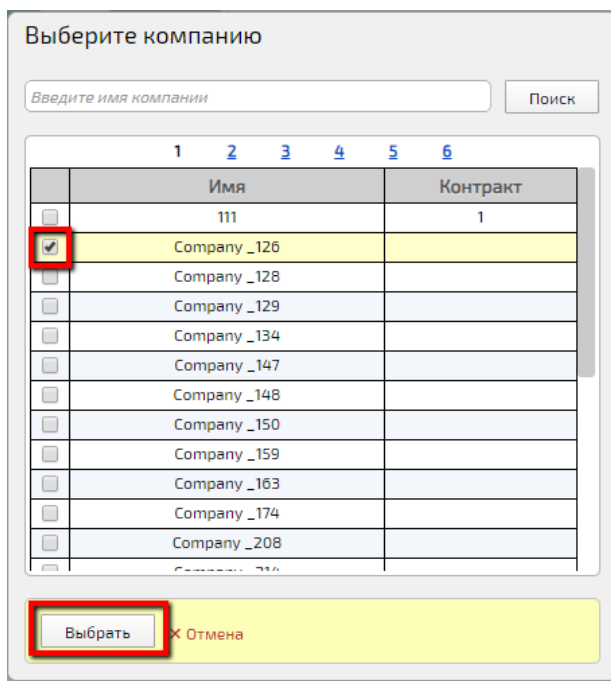 Выберите компанию
Введите имя компании Поиск
1 2 3 4 5 6
Имя Контракт
111 1
Company _126
Company _128
Company _129
Company _134
Company _147
Company _148
Company _150
Company _159
Company _163
Company _174
Company _208
Выбрать × Отмена